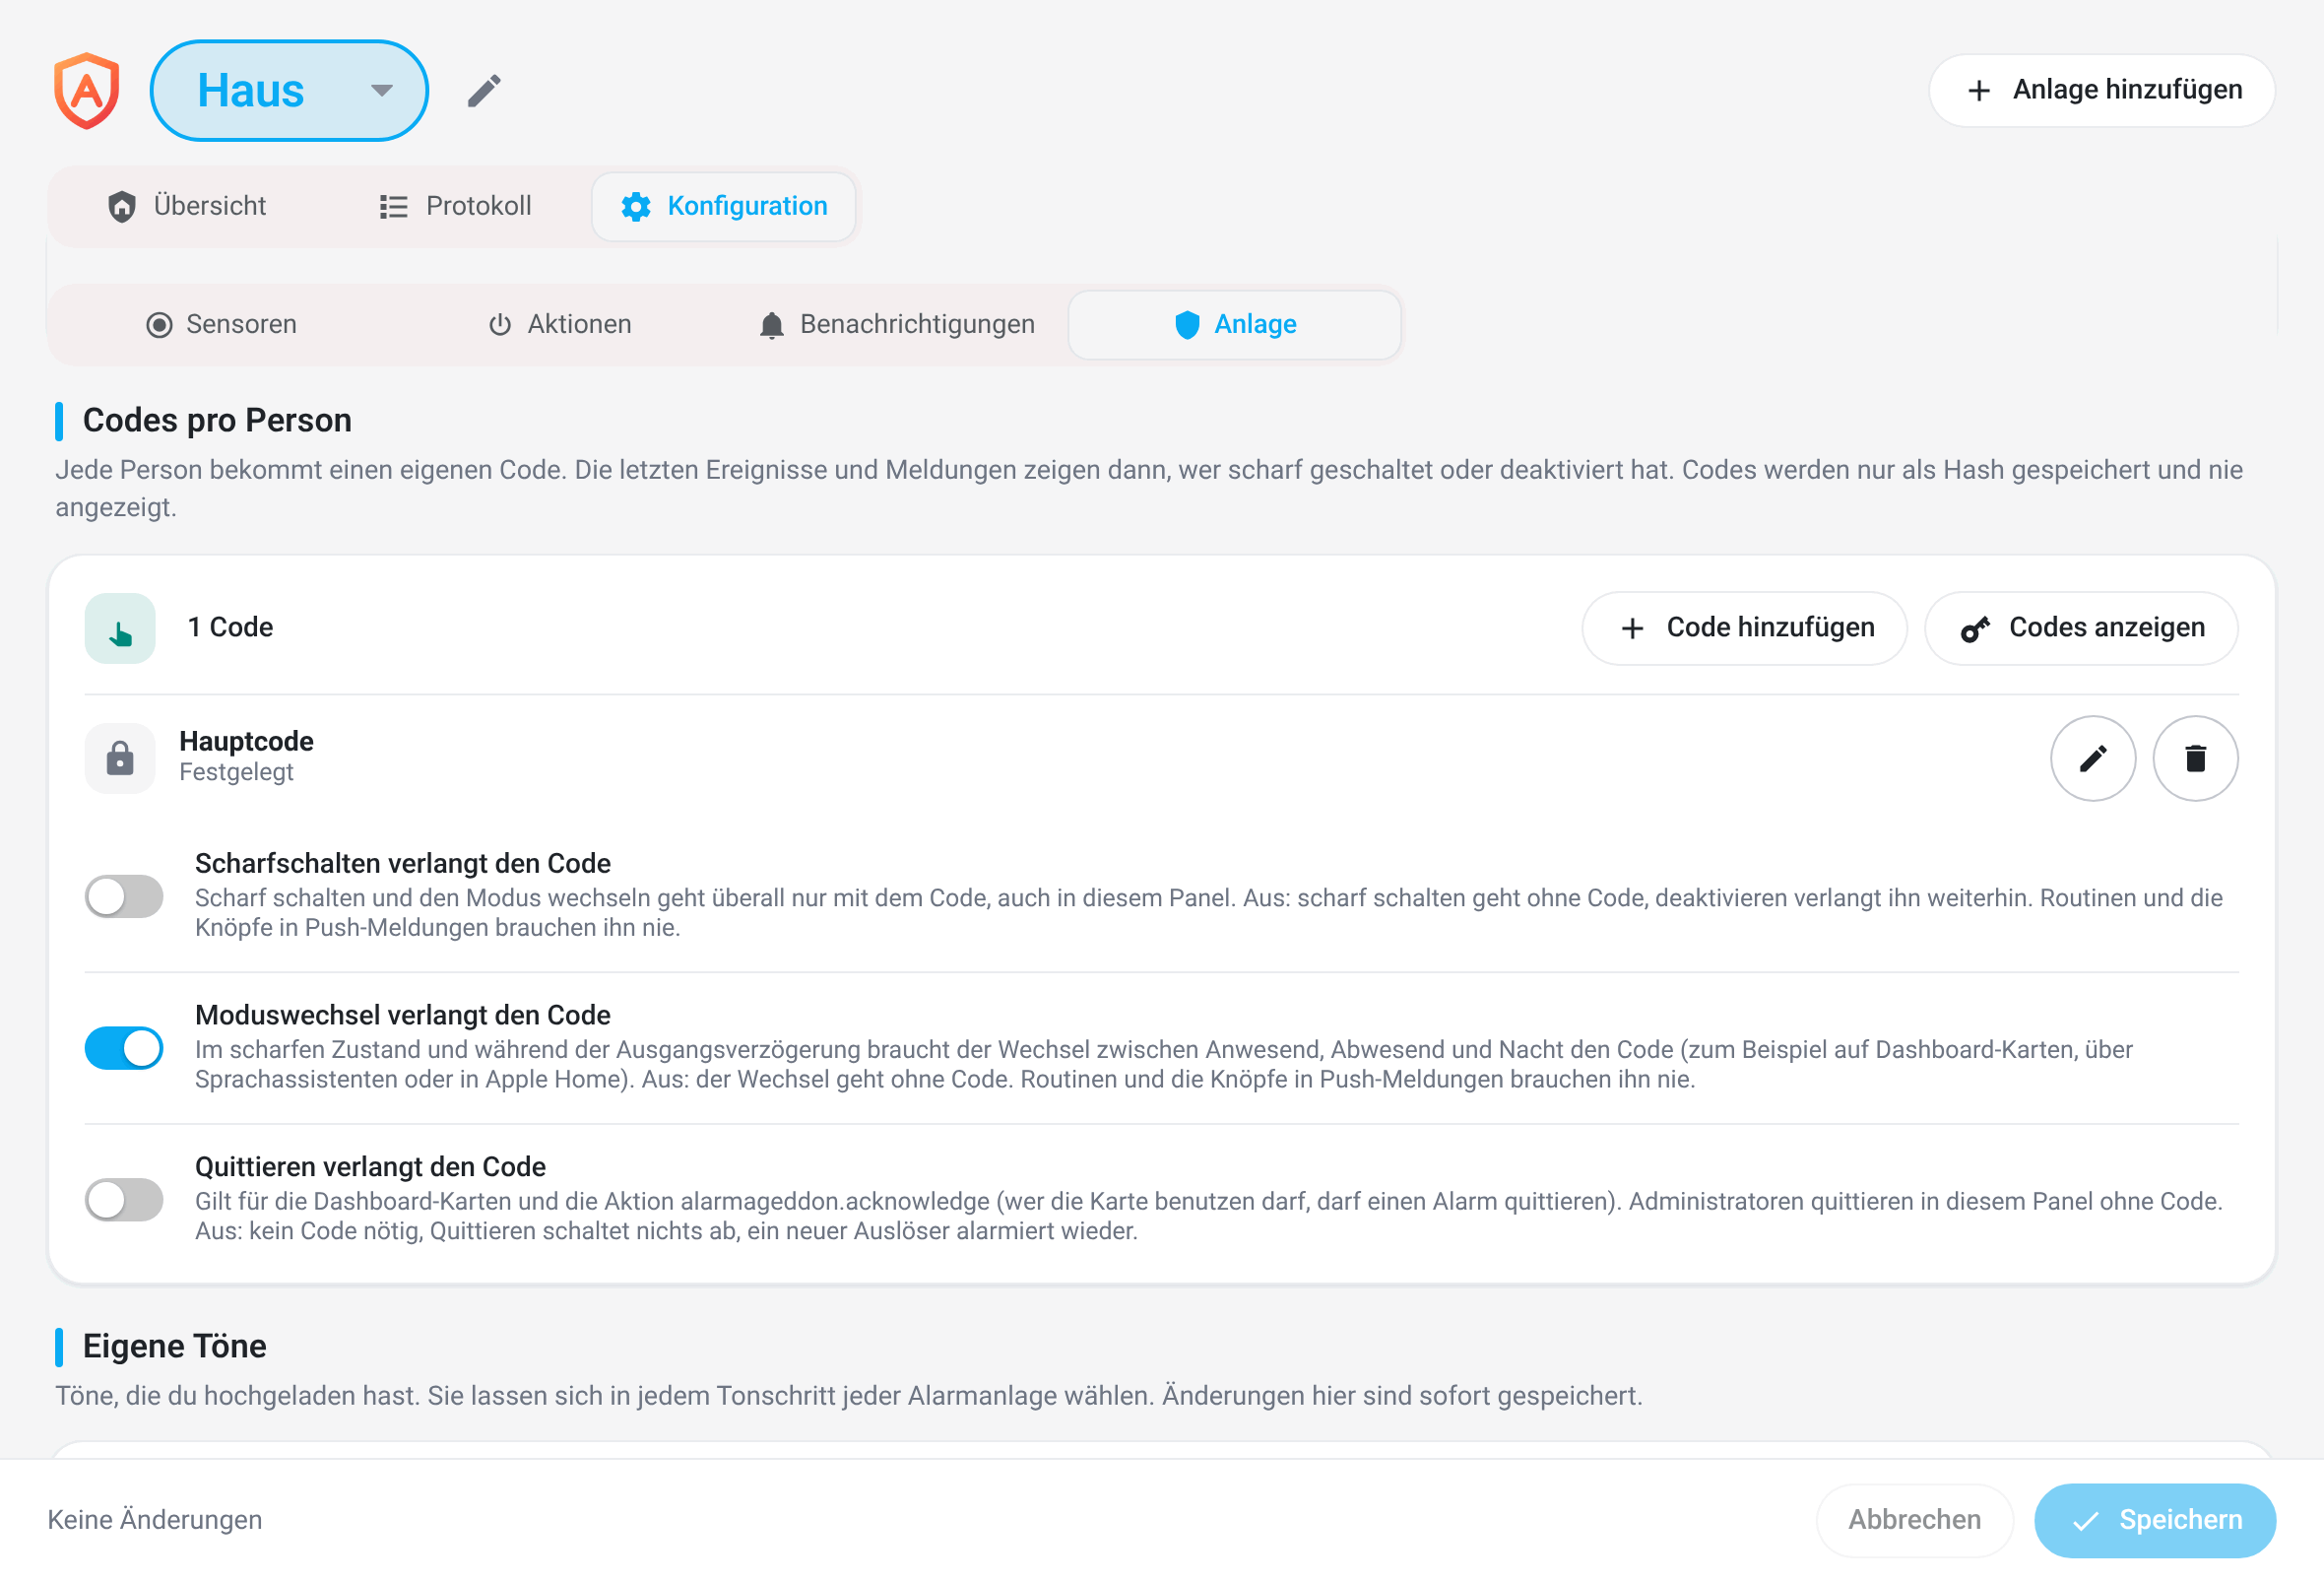 Haus
Anlage hinzufügen
Übersicht
Protokoll
Konfiguration
Sensoren
Aktionen
Benachrichtigungen
Anlage
Codes pro Person
Jede Person bekommt einen eigenen Code. Die letzten Ereignisse und Meldungen zeigen dann, wer scharf geschaltet oder deaktiviert hat. Codes werden nur als Hash gespeichert und nie
angezeigt.
1 Code
Code hinzufügen
Codes anzeigen
Hauptcode
Festgelegt
Scharfschalten verlangt den Code
Scharf schalten und den Modus wechseln geht überall nur mit dem Code, auch in diesem Panel. Aus: scharf schalten geht ohne Code, deaktivieren verlangt ihn weiterhin. Routinen und die
Knöpfe in Push-Meldungen brauchen ihn nie.
Moduswechsel verlangt den Code
Im scharfen Zustand und während der Ausgangsverzögerung braucht der Wechsel zwischen Anwesend, Abwesend und Nacht den Code (zum Beispiel auf Dashboard-Karten, über
Sprachassistenten oder in Apple Home). Aus: der Wechsel geht ohne Code. Routinen und die Knöpfe in Push-Meldungen brauchen ihn nie.
Quittieren verlangt den Code
Gilt für die Dashboard-Karten und die Aktion alarmageddon.acknowledge (wer die Karte benutzen darf, darf einen Alarm quittieren). Administratoren quittieren in diesem Panel ohne Code.
Aus: kein Code nötig, Quittieren schaltet nichts ab, ein neuer Auslöser alarmiert wieder.
Eigene Töne
Töne, die du hochgeladen hast. Sie lassen sich in jedem Tonschritt jeder Alarmanlage wählen. Änderungen hier sind sofort gespeichert.
Keine Änderungen
Abbrechen
Speichern